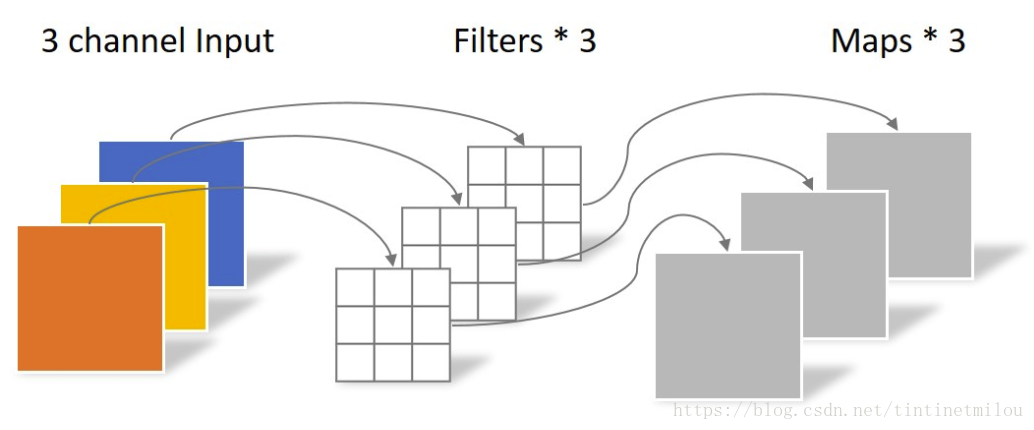 3 channel Input
Filters * 3
Maps * 3
https://blog.csdn.net/tintinetmilou